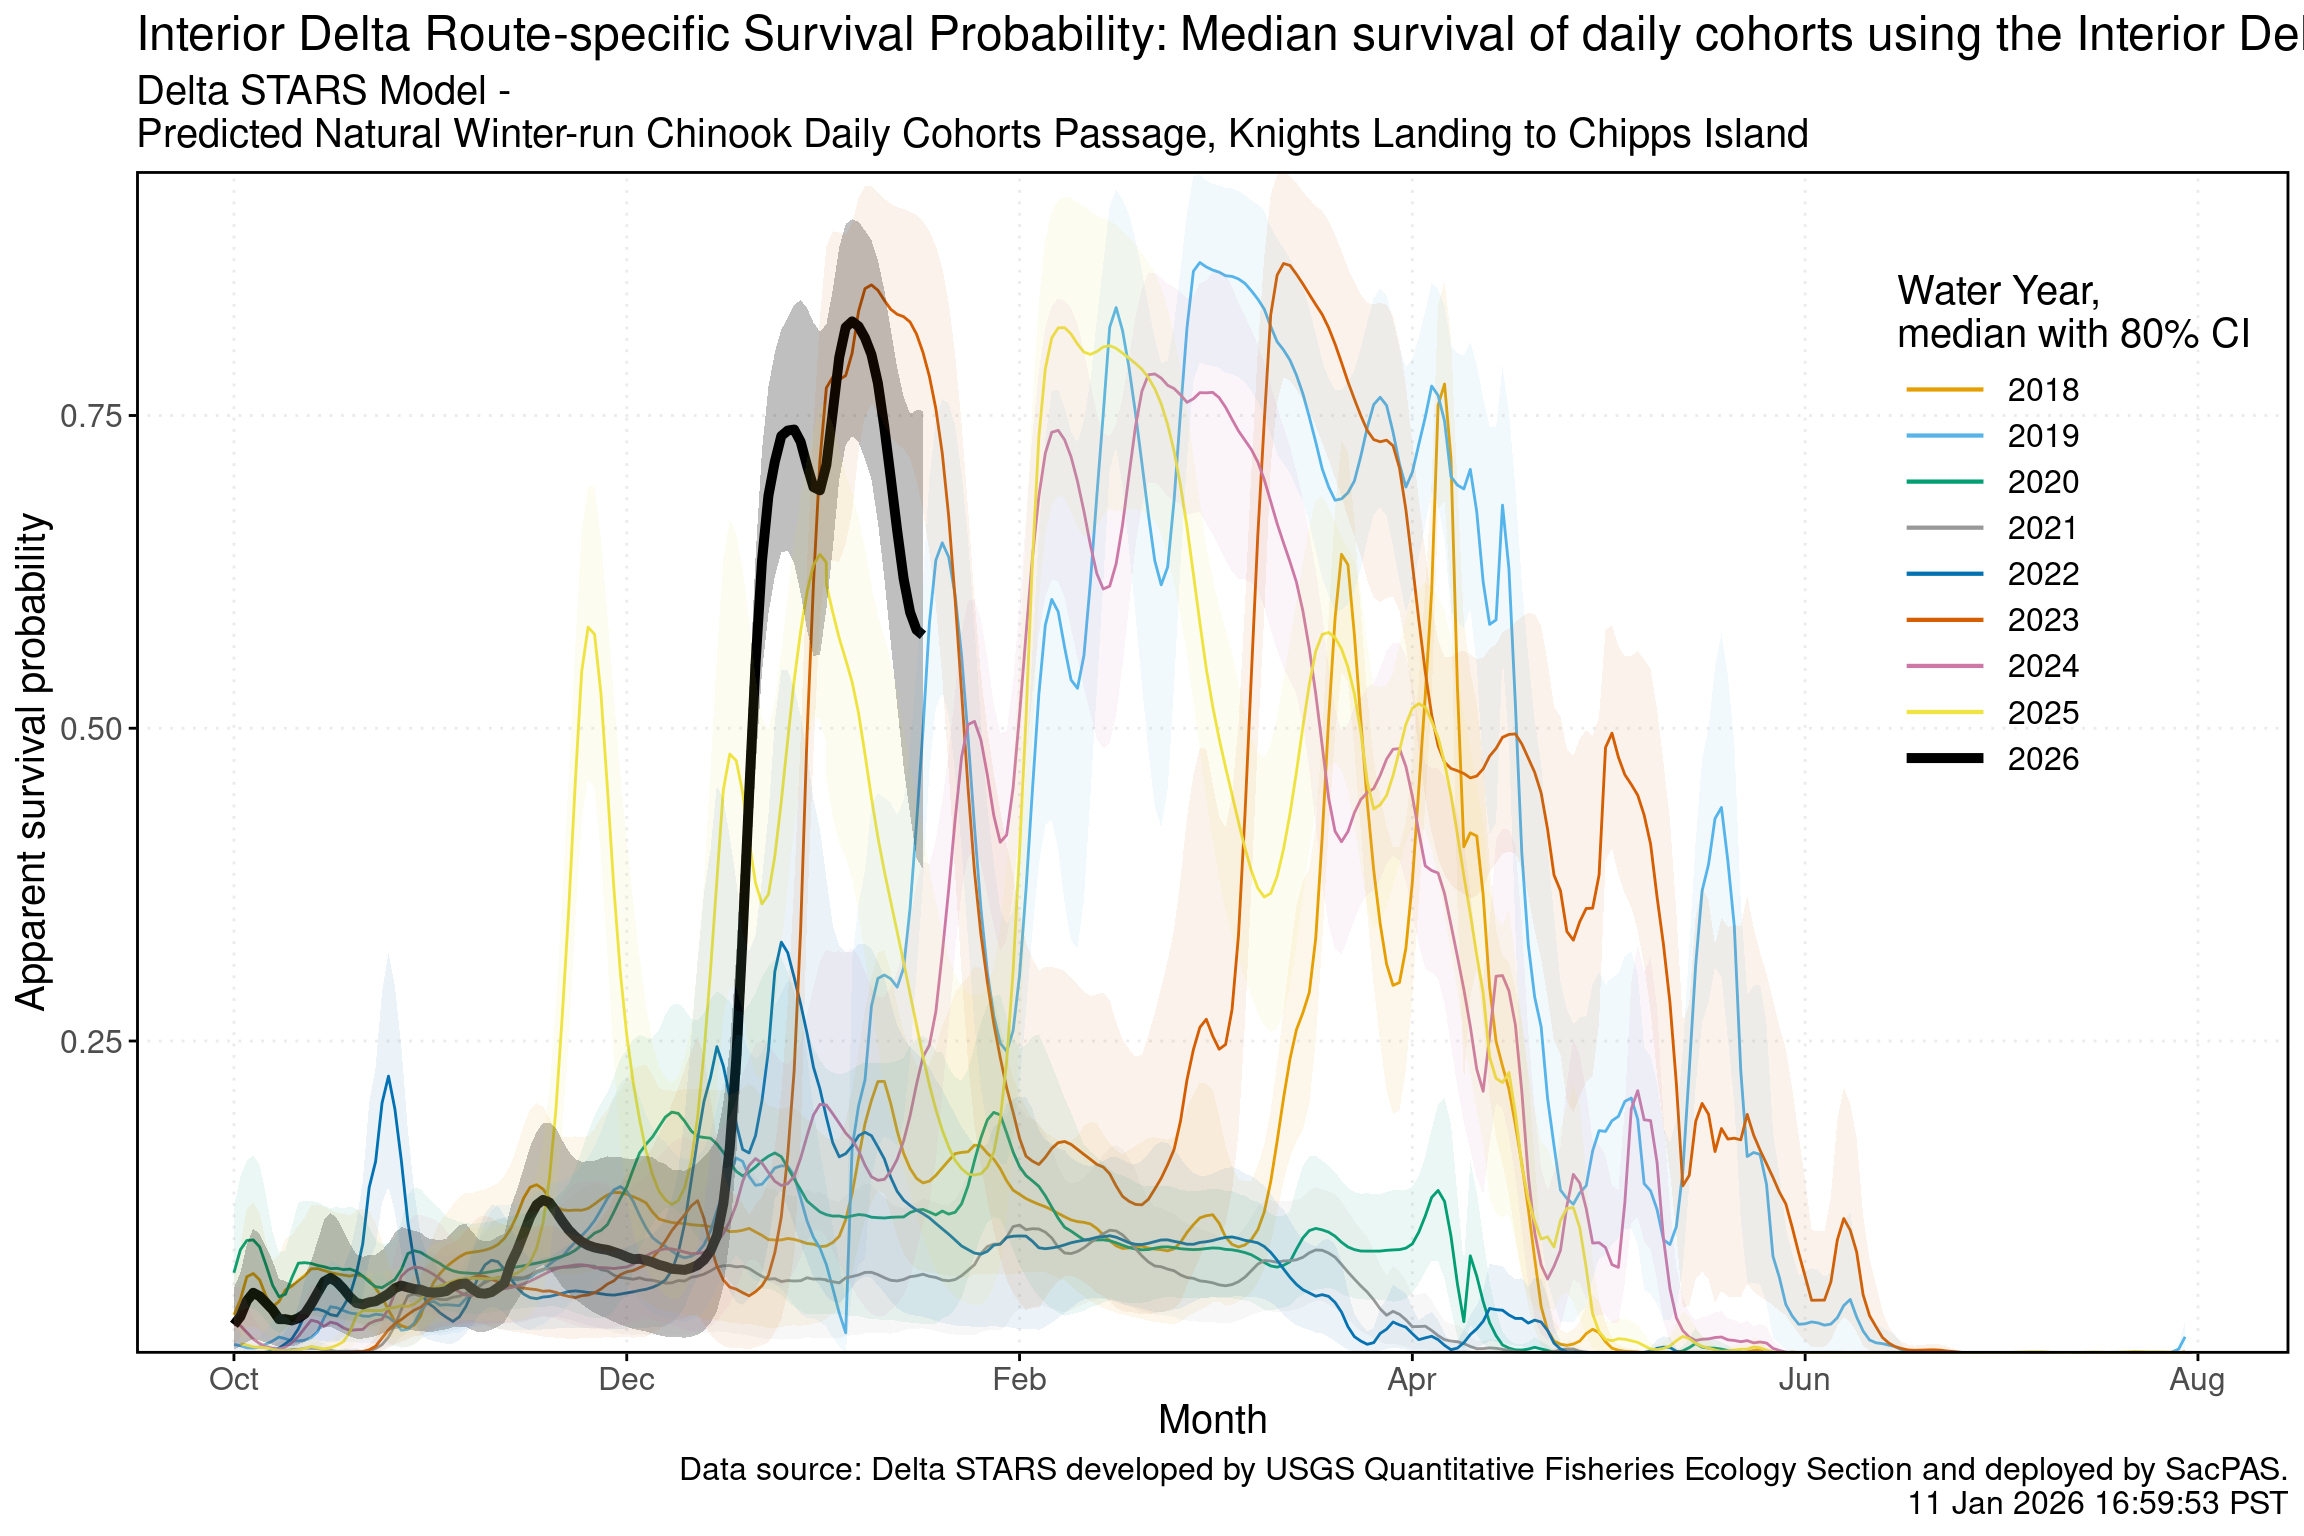 Interior Delta Route-specific Survival Probability: Median survival of daily cohorts using the Interior Del
Delta STARS Model -
Predicted Natural Winter-run Chinook Daily Cohorts Passage, Knights Landing to Chipps Island
Water Year,
median with 80% CI
2018
2019
2020
2021
2022
2023
2024
2025
2026
Apparent survival probability
0.75
0.50
0.25
Oct
Dec
Feb
Apr
Jun
Aug
Month
Data source: Delta STARS developed by USGS Quantitative Fisheries Ecology Section and deployed by SacPAS.
11 Jan 2026 16:59:53 PST